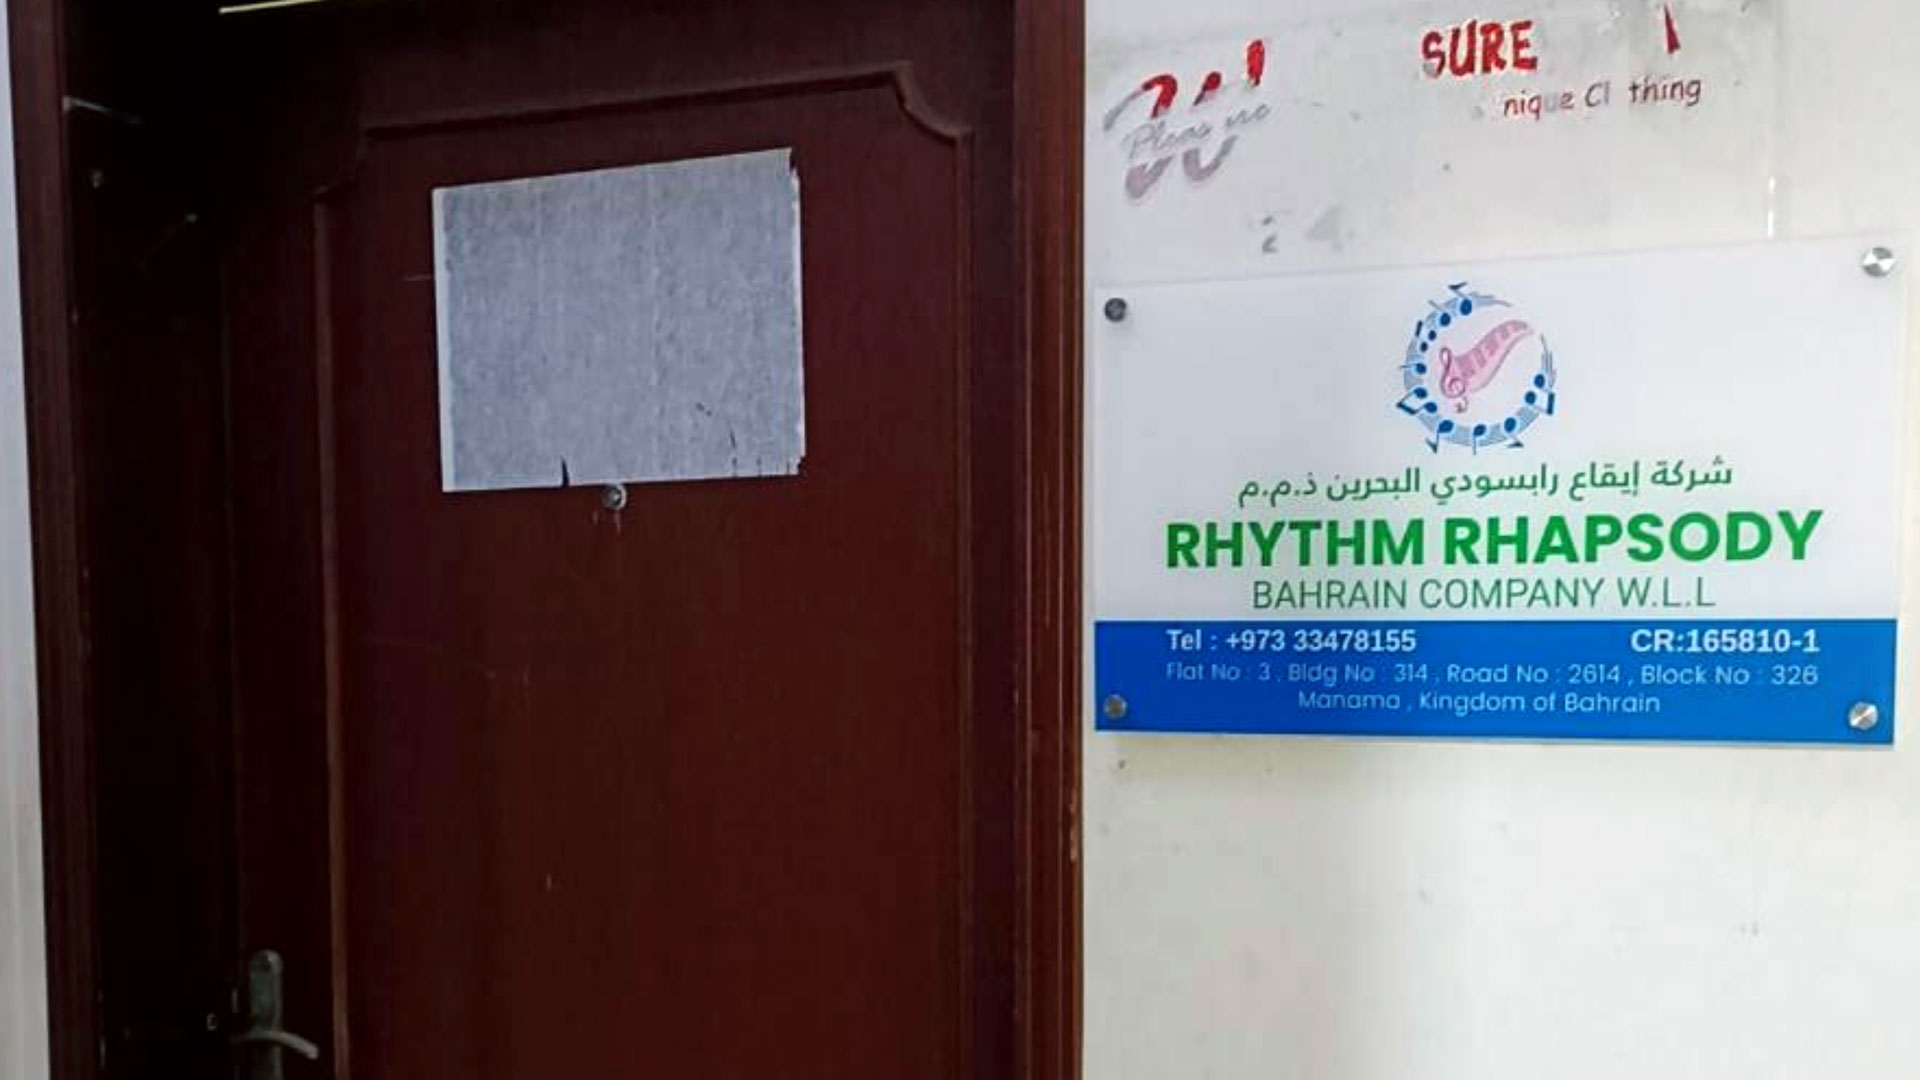 SURE
nique Cl thing
شركة إيقاع رابسودي البحرين ذ.م.م
RHYTHM RHAPSODY
BAHRAIN COMPANY W.L.L
Tel : +973 33478155 CR:165810-1
Flat No : 3 , Bldg No : 314 , Road No : 2614 , Block No : 326
Manama , Kingdom of Bahrain